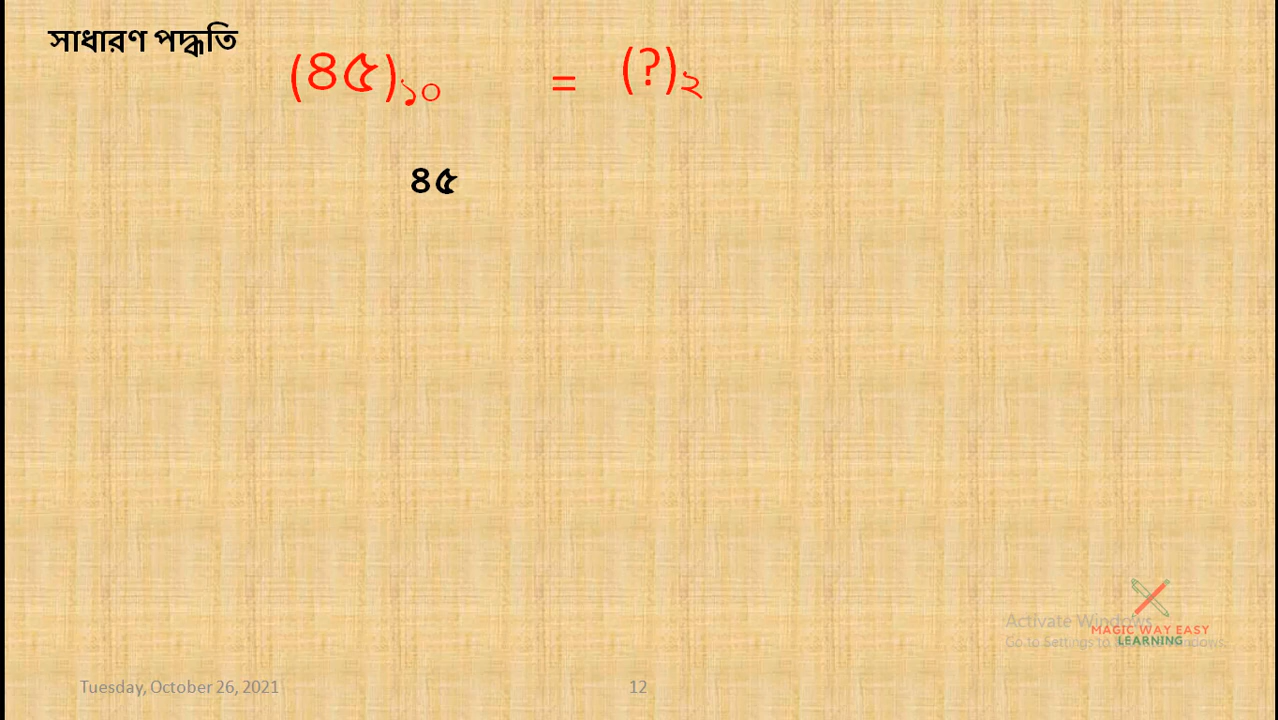 সাধারণ পদ্ধতি
(৪৫)১০ = (?)২
৪৫
Activate Windows
Go to Settings to activate Windows.
MAGIC WAY EASY
LEARNING
Tuesday, October 26, 2021 12